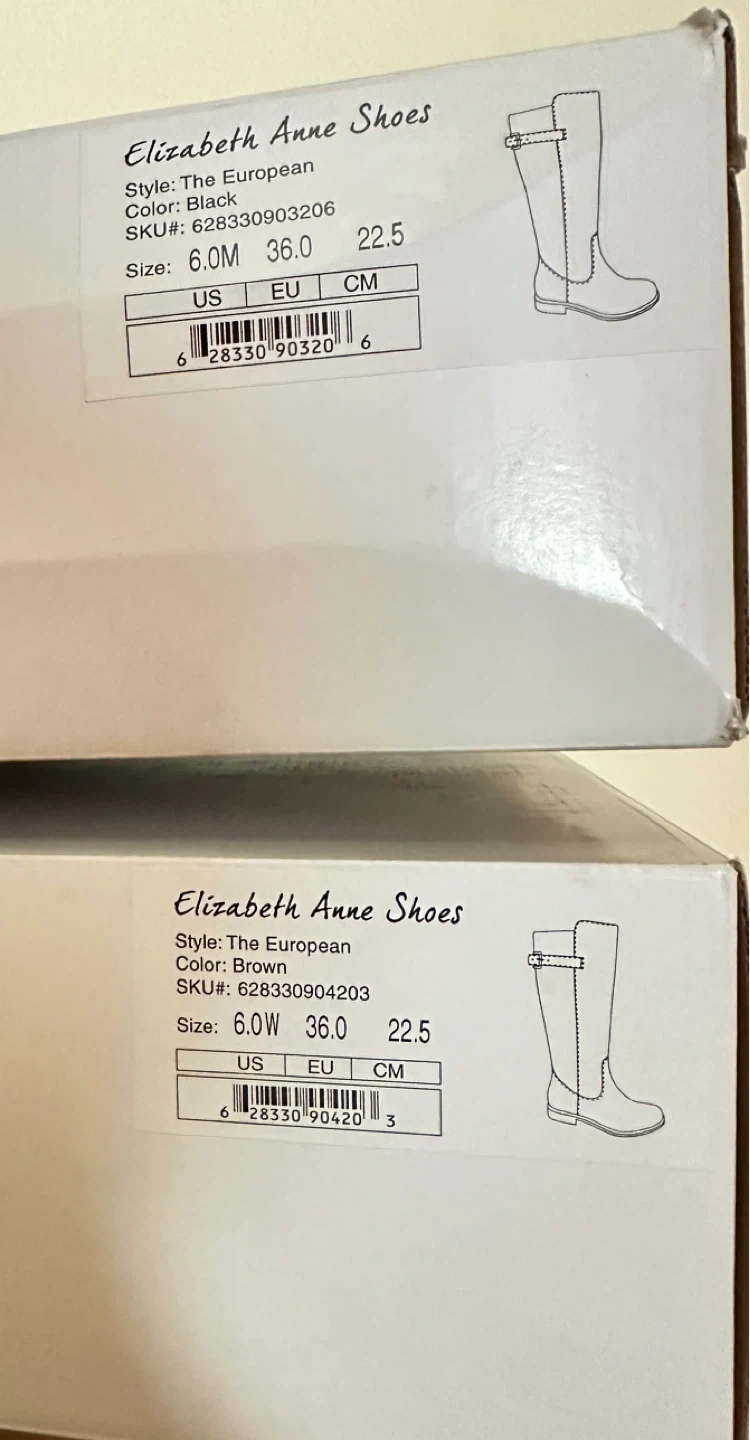 Elizabeth Anne Shoes
Style: The European
Color: Black
SKU#: 628330903206
Size: 6.0M 36.0 22.5
US EU CM
6 28330 90320 6
Elizabeth Anne Shoes
Style: The European
Color: Brown
SKU#: 628330904203
Size: 6.0W 36.0 22.5
US EU CM
6 28330 90420 3